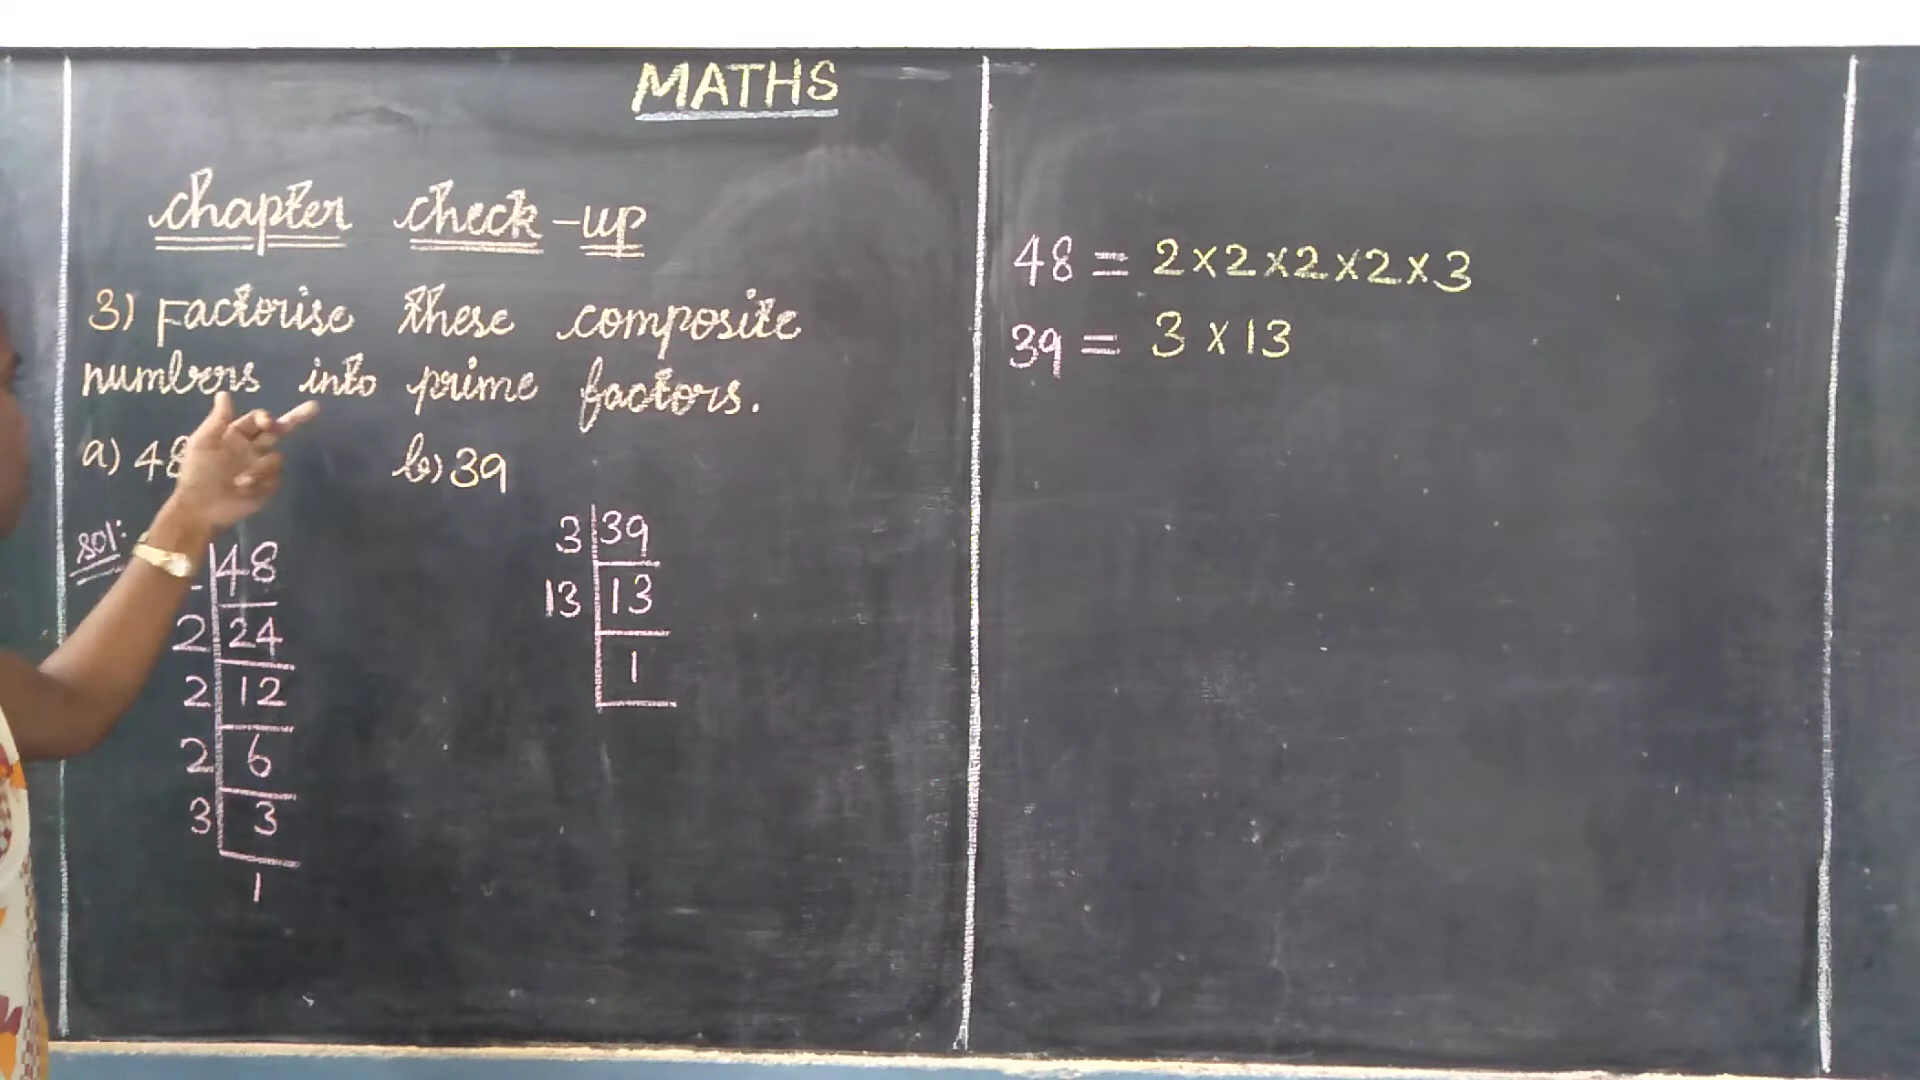 MATHS
chapter check-up
3) Factorise these composite
numbers into prime factors.
a) 48 b) 39
sol:
48
2 24
2 12
2 6
3 3
1
3 39
13 13
1
48 = 2×2×2×2×3
39 = 3×13